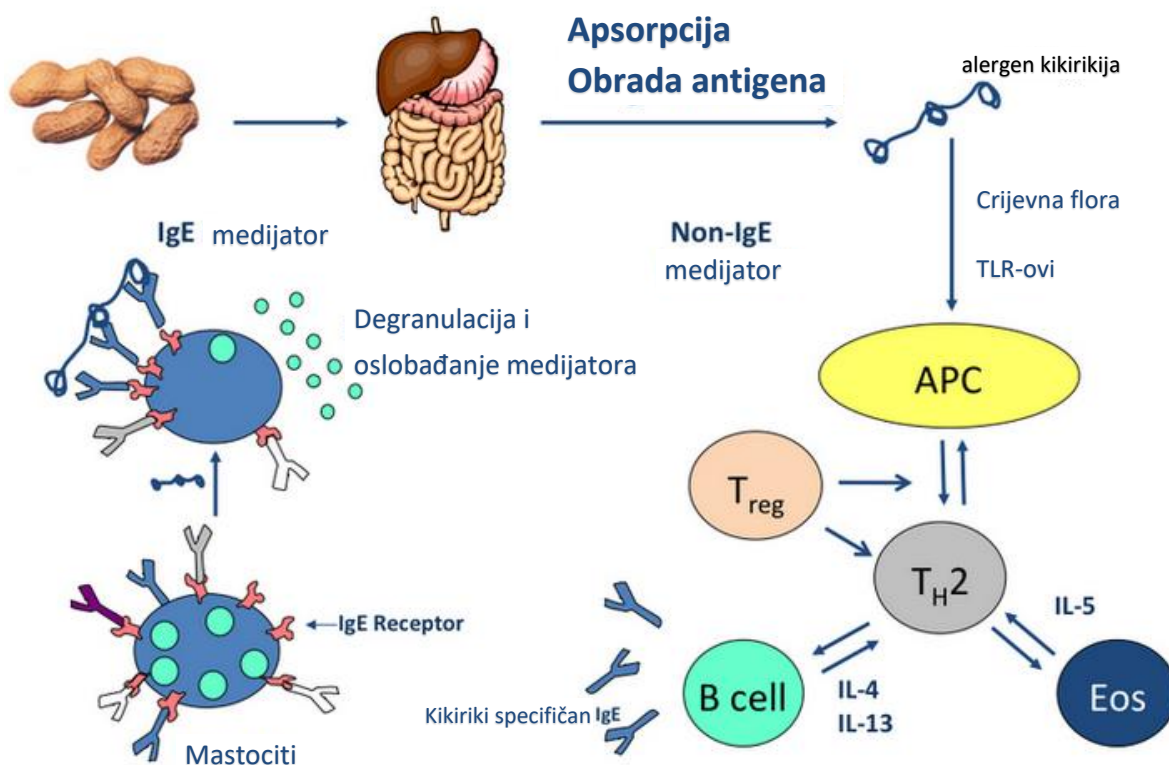 Apsorpcija
Obrada antigena
alergen kikirikija
Crijevna flora
TLR-ovi
IgE medijator
Non-IgE
medijator
Degranulacija i
oslobađanje medijatora
APC
Treg
TH2
IL-5
IgE Receptor
B cell
IL-4
IL-13
Eos
Kikiriki specifičan IgE
Mastociti